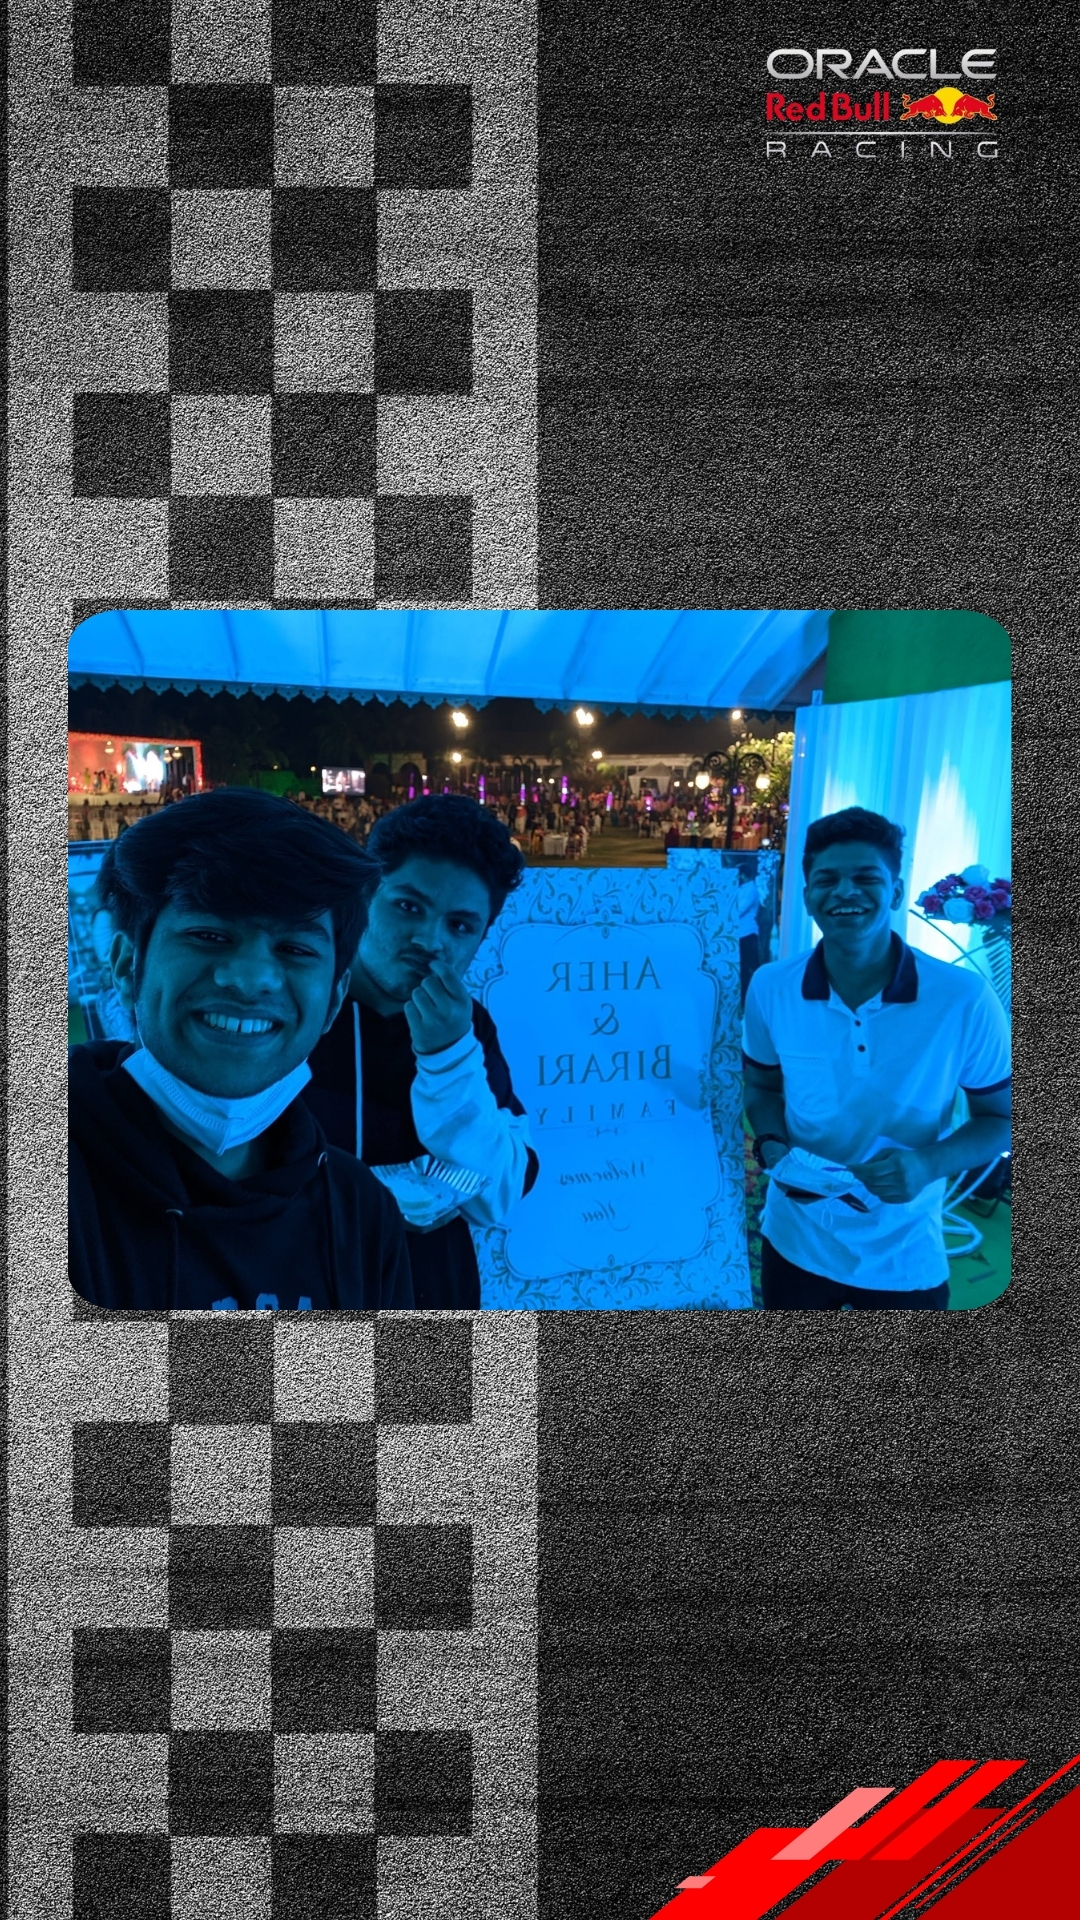 ORACLE
Red Bull
RACING
AHER
&
BIRARI
FAMILY
Welcomes
You